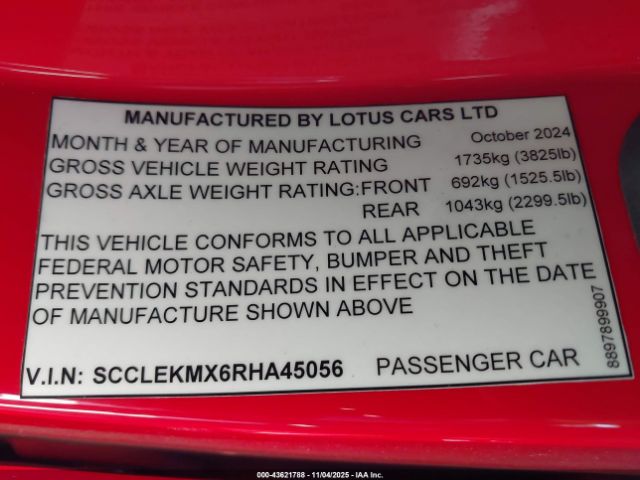 MANUFACTURED BY LOTUS CARS LTD
MONTH & YEAR OF MANUFACTURING October 2024
GROSS VEHICLE WEIGHT RATING 1735kg (3825lb)
GROSS AXLE WEIGHT RATING:FRONT 692kg (1525.5lb)
REAR 1043kg (2299.5lb)
THIS VEHICLE CONFORMS TO ALL APPLICABLE
FEDERAL MOTOR SAFETY, BUMPER AND THEFT
PREVENTION STANDARDS IN EFFECT ON THE DATE
OF MANUFACTURE SHOWN ABOVE
V.I.N: SCCLEKMX6RHA45056 PASSENGER CAR
8897899907
000-43621788 - 11/04/2025 - IAA Inc.